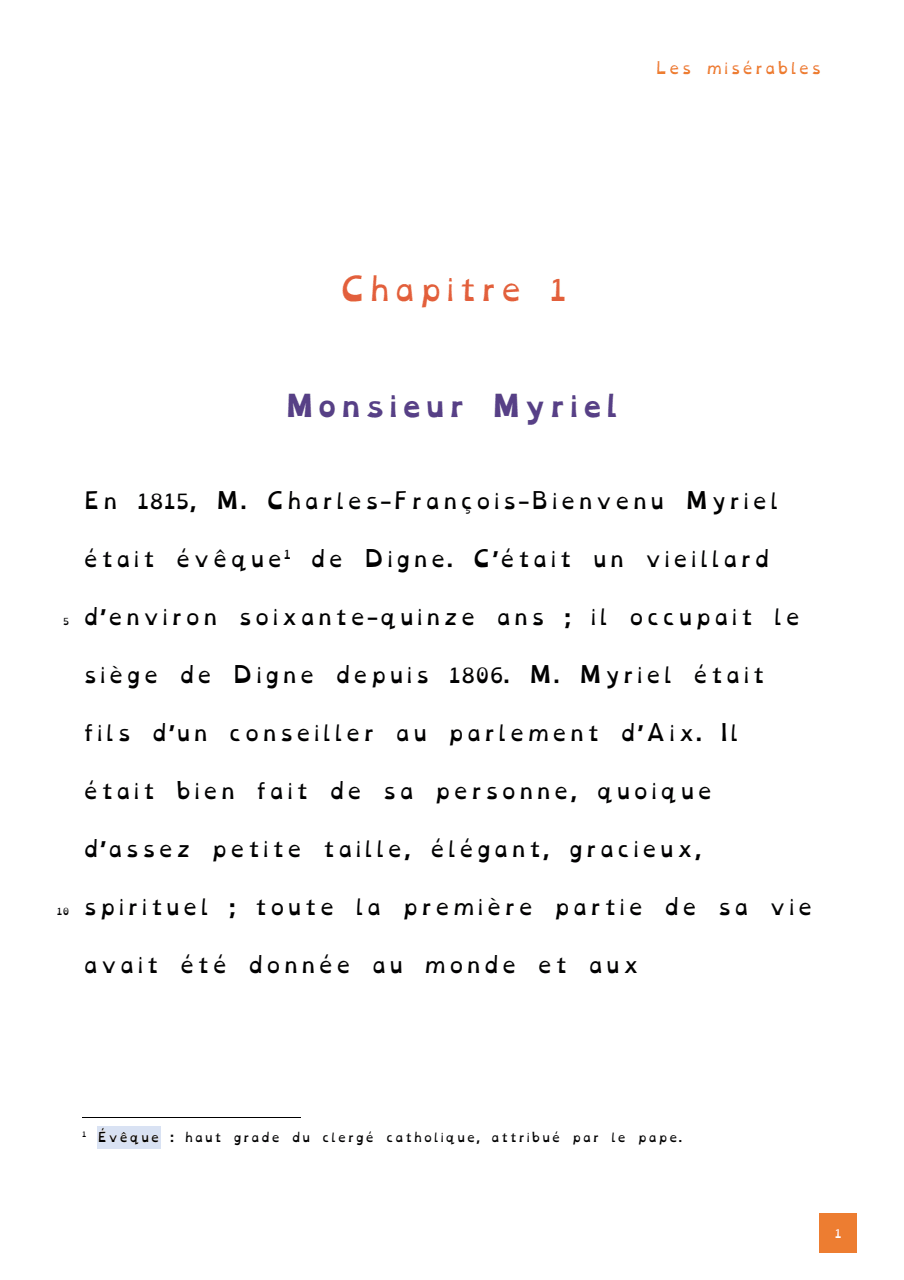 Les misérables
Chapitre 1
Monsieur Myriel
En 1815, M. Charles-François-Bienvenu Myriel
était évêque¹ de Digne. C'était un vieillard
5 d'environ soixante-quinze ans ; il occupait le
siège de Digne depuis 1806. M. Myriel était
fils d'un conseiller au parlement d'Aix. Il
était bien fait de sa personne, quoique
d'assez petite taille, élégant, gracieux,
10 spirituel ; toute la première partie de sa vie
avait été donnée au monde et aux
¹ Évêque : haut grade du clergé catholique, attribué par le pape.
1